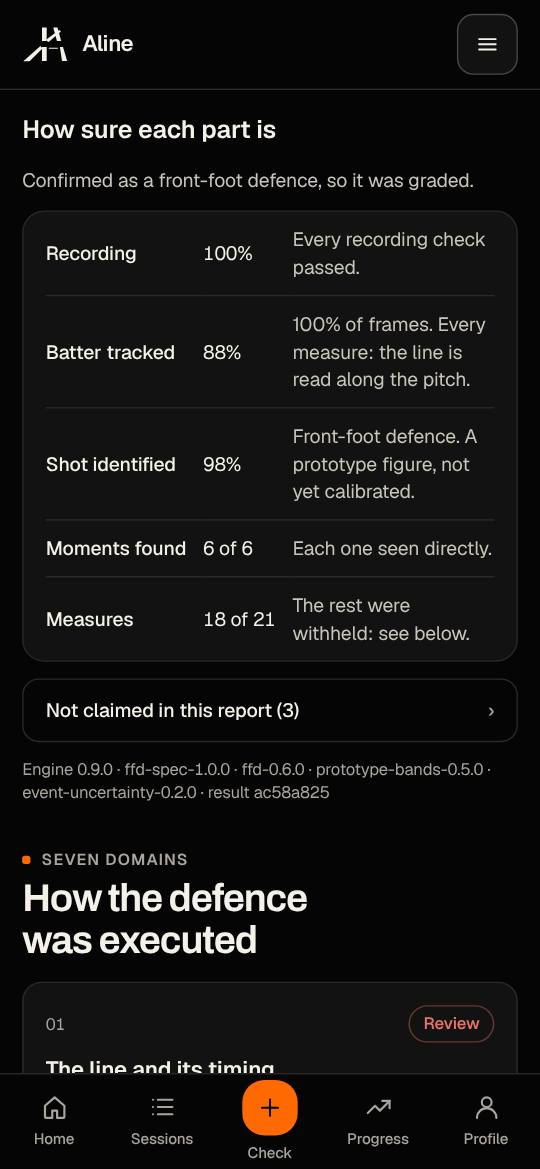 Aline
How sure each part is
Confirmed as a front-foot defence, so it was graded.
Recording 100% Every recording check
passed.
Batter tracked 88% 100% of frames. Every
measure: the line is
read along the pitch.
Shot identified 98% Front-foot defence. A
prototype figure, not
yet calibrated.
Moments found 6 of 6 Each one seen directly.
Measures 18 of 21 The rest were
withheld: see below.
Not claimed in this report (3)
Engine 0.9.0 · ffd-spec-1.0.0 · ffd-0.6.0 · prototype-bands-0.5.0 ·
event-uncertainty-0.2.0 · result ac58a825
SEVEN DOMAINS
How the defence
was executed
01 Review
The line and its timing
Home Sessions Check Progress Profile